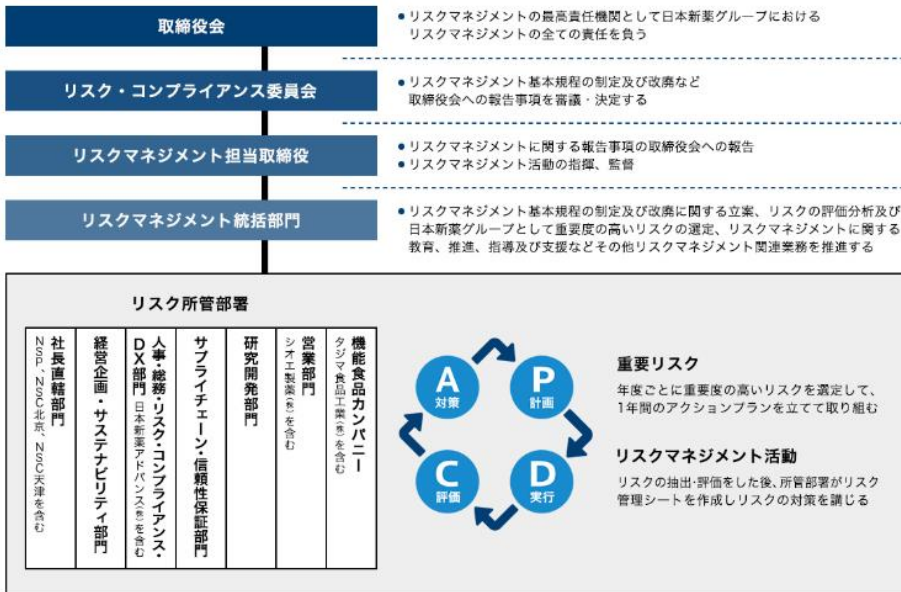 取締役会
• リスクマネジメントの最高責任機関として日本新薬グループにおける
リスクマネジメントの全ての責任を負う
リスク・コンプライアンス委員会
• リスクマネジメント基本規程の制定及び改廃など
取締役会への報告事項を審議・決定する
リスクマネジメント担当取締役
• リスクマネジメントに関する報告事項の取締役会への報告
• リスクマネジメント活動の指揮、監督
リスクマネジメント統括部門
• リスクマネジメント基本規程の制定及び改廃に関する立案、リスクの評価分析及び
日本新薬グループとして重要度の高いリスクの選定、リスクマネジメントに関する
教育、推進、指導及び支援などその他リスクマネジメント関連業務を推進する
リスク所管部署
社長直轄部門
NSP、NSC北京、NSC天津を含む
経営企画・サステナビリティ部門
人事・総務・リスク・コンプライアンス・
DX部門 日本新薬アドバンス(株)を含む
サプライチェーン・信頼性保証部門
研究開発部門
営業部門
シオエ製薬(株)を含む
機能食品カンパニー
タジマ食品工業(株)を含む
A
対策
P
計画
C
評価
D
実行
重要リスク
年度ごとに重要度の高いリスクを選定して、
1年間のアクションプランを立てて取り組む
リスクマネジメント活動
リスクの抽出・評価をした後、所管部署がリスク
管理シートを作成しリスクの対策を講じる